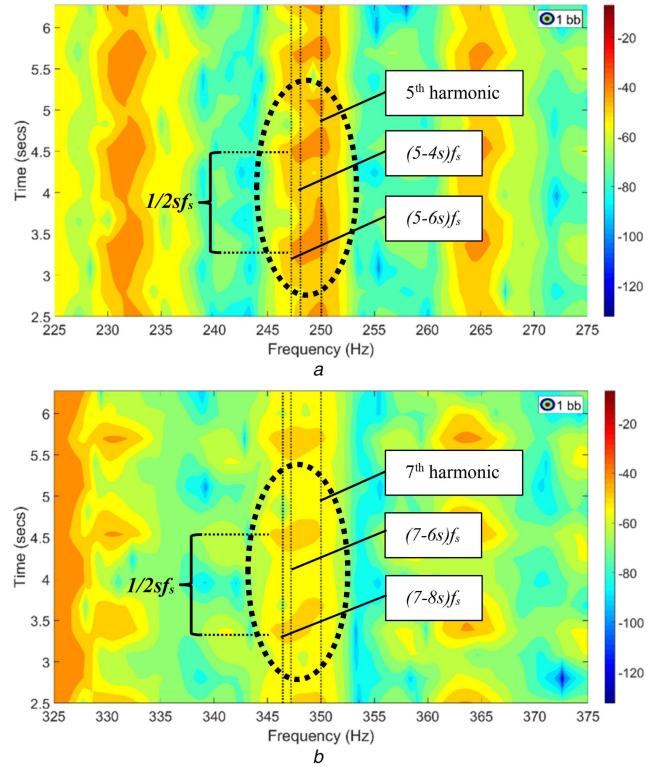 1 bb
6
5.5
5
4.5
4
3.5
3
2.5
Time (secs)
5th harmonic
(5-4s)fs
(5-6s)fs
1/2sfs
225 230 235 240 245 250 255 260 265 270 275
Frequency (Hz)
-20
-40
-60
-80
-100
-120
a
1 bb
6
5.5
5
4.5
4
3.5
3
2.5
Time (secs)
7th harmonic
(7-6s)fs
(7-8s)fs
1/2sfs
325 330 335 340 345 350 355 360 365 370 375
Frequency (Hz)
-20
-40
-60
-80
-100
-120
b